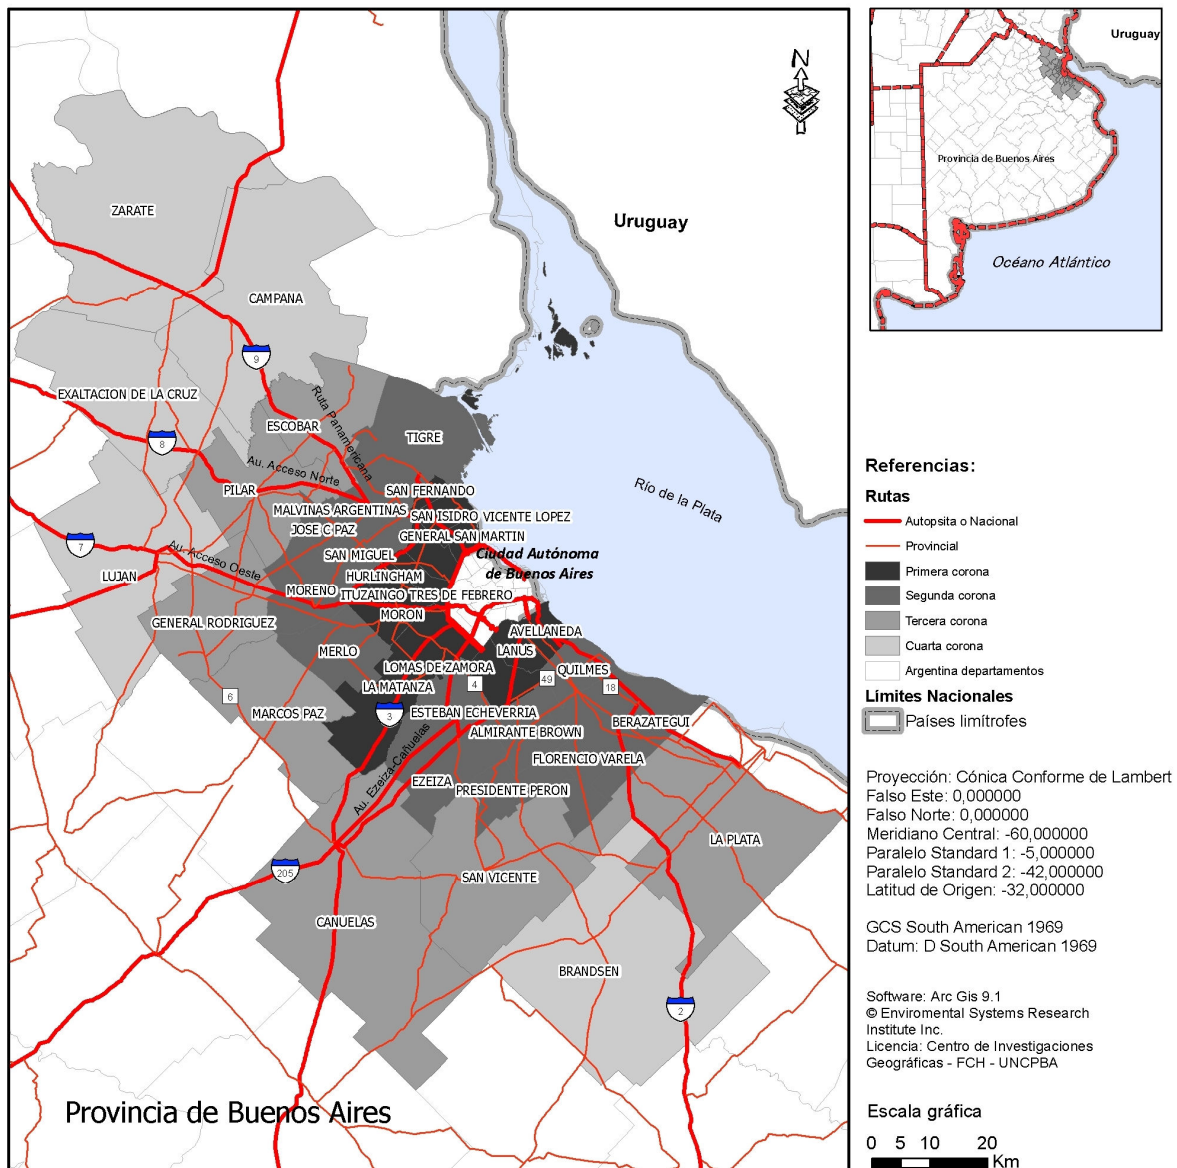 N
Uruguay
ZARATE
CAMPANA
9
EXALTACION DE LA CRUZ
8
ESCOBAR
Ruta Panamericana
TIGRE
Au. Acceso Norte
PILAR
SAN FERNANDO
MALVINAS ARGENTINAS
SAN ISIDRO
VICENTE LOPEZ
JOSE C PAZ
GENERAL SAN MARTIN
Río de la Plata
7
Au. Acceso Oeste
SAN MIGUEL
Ciudad Autónoma
de Buenos Aires
LUJAN
HURLINGHAM
MORENO
ITUZAINGO
TRES DE FEBRERO
MORON
GENERAL RODRIGUEZ
AVELLANEDA
MERLO
LANUS
LOMAS DE ZAMORA
QUILMES
LA MATANZA
4
49
18
6
MARCOS PAZ
3
ESTEBAN ECHEVERRIA
BERAZATEGUI
ALMIRANTE BROWN
Au. Ezeiza-Cañuelas
FLORENCIO VARELA
EZEIZA
PRESIDENTE PERON
LA PLATA
205
SAN VICENTE
CANUELAS
BRANDSEN
2
Provincia de Buenos Aires
Uruguay
Provincia de Buenos Aires
Océano Atlántico
Referencias:
Rutas
Autopsita o Nacional
Provincial
Primera corona
Segunda corona
Tercera corona
Cuarta corona
Argentina departamentos
Límites Nacionales
Países limítrofes
Proyección: Cónica Conforme de Lambert
Falso Este: 0,000000
Falso Norte: 0,000000
Meridiano Central: -60,000000
Paralelo Standard 1: -5,000000
Paralelo Standard 2: -42,000000
Latitud de Origen: -32,000000
GCS South American 1969
Datum: D South American 1969
Software: Arc Gis 9.1
© Enviromental Systems Research
Institute Inc.
Licencia: Centro de Investigaciones
Geográficas - FCH - UNCPBA
Escala gráfica
0 5 10 20
Km